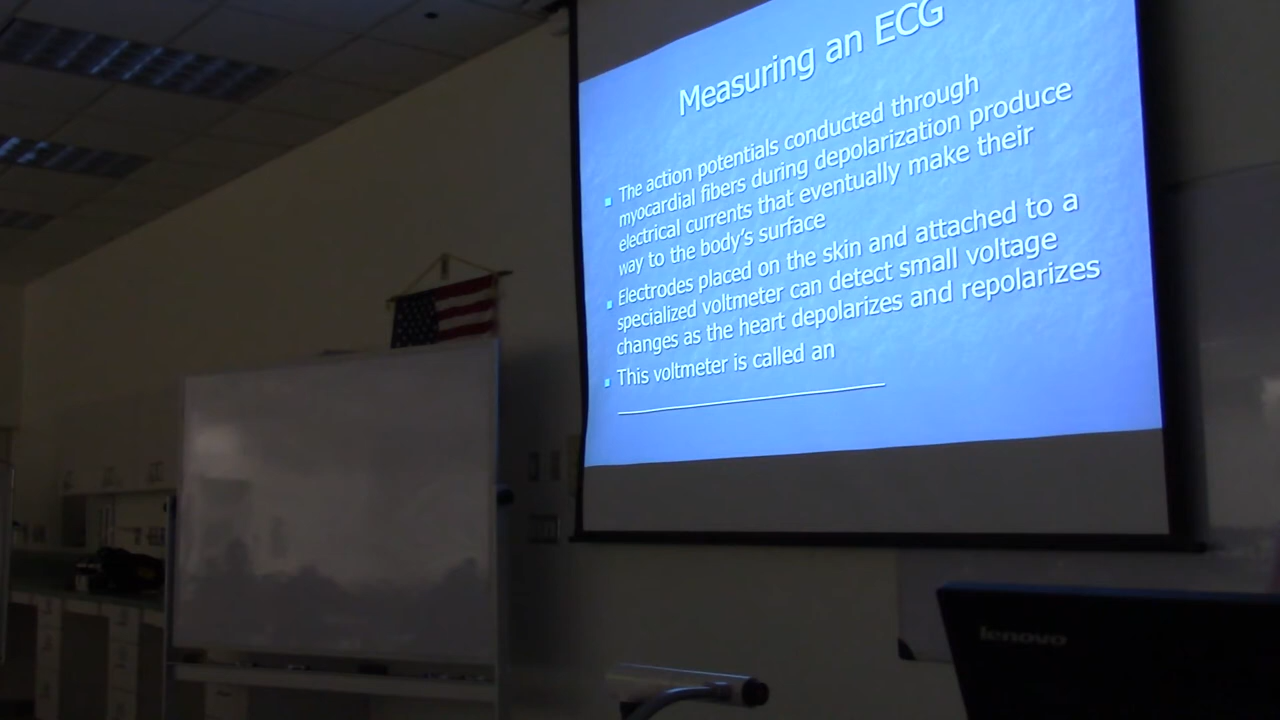 Measuring an ECG
The action potentials conducted through
myocardial fibers during depolarization produce
electrical currents that eventually make their
way to the body's surface
Electrodes placed on the skin and attached to a
specialized voltmeter can detect small voltage
changes as the heart depolarizes and repolarizes
This voltmeter is called an
lenovo